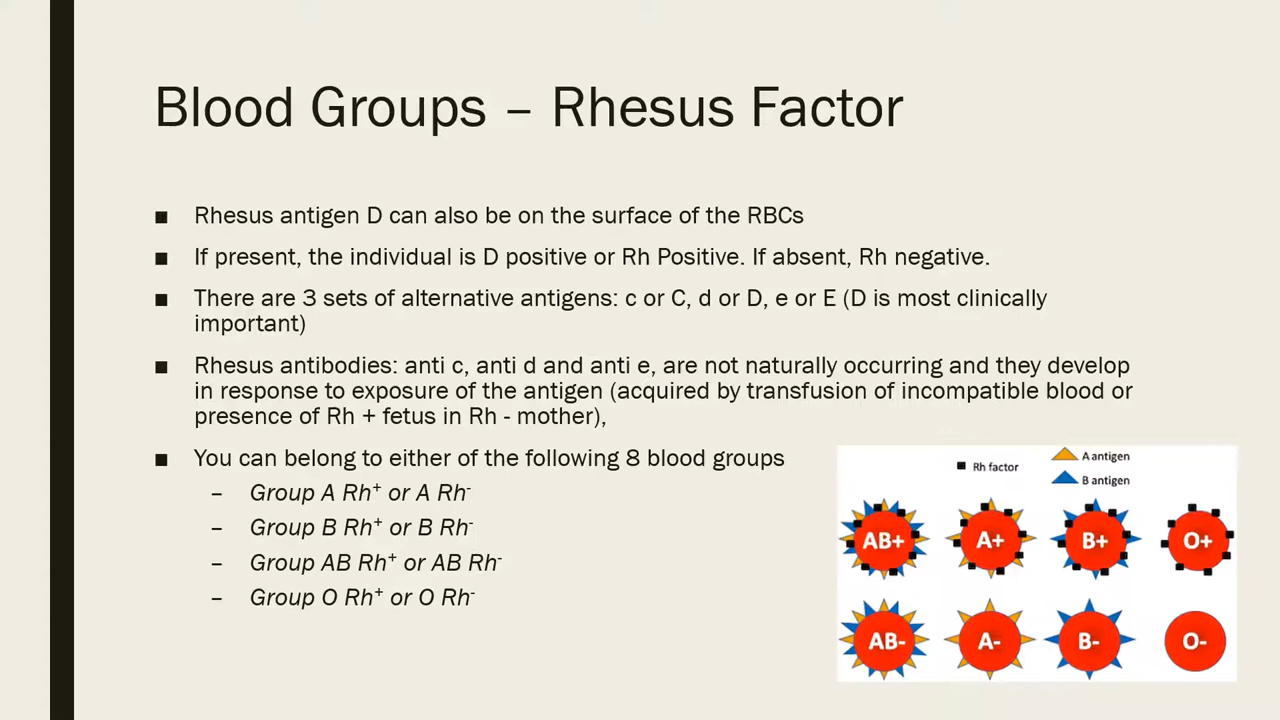 Blood Groups – Rhesus Factor
■ Rhesus antigen D can also be on the surface of the RBCs
■ If present, the individual is D positive or Rh Positive. If absent, Rh negative.
■ There are 3 sets of alternative antigens: c or C, d or D, e or E (D is most clinically
important)
■ Rhesus antibodies: anti c, anti d and anti e, are not naturally occurring and they develop
in response to exposure of the antigen (acquired by transfusion of incompatible blood or
presence of Rh + fetus in Rh - mother),
■ You can belong to either of the following 8 blood groups
– Group A Rh⁺ or A Rh⁻
– Group B Rh⁺ or B Rh⁻
– Group AB Rh⁺ or AB Rh⁻
– Group O Rh⁺ or O Rh⁻
Rh factor
A antigen
B antigen
AB+ A+ B+ O+
AB- A- B- O-